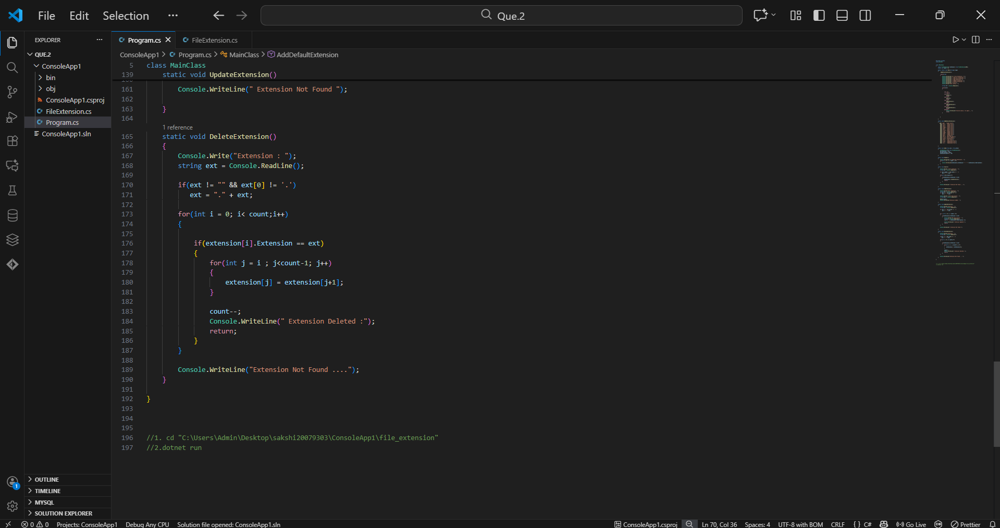 File Edit Selection ··· Que.2
EXPLORER ···
QUE.2
ConsoleApp1
bin
obj
ConsoleApp1.csproj
FileExtension.cs
Program.cs
ConsoleApp1.sln
OUTLINE
TIMELINE
MYSQL
SOLUTION EXPLORER
1
Program.cs FileExtension.cs
ConsoleApp1 > Program.cs > MainClass > AddDefaultExtension
5 class MainClass
139 static void UpdateExtension()
161 Console.WriteLine(" Extension Not Found ");
162
163 }
164
1 reference
165 static void DeleteExtension()
166 {
167 Console.Write("Extension : ");
168 string ext = Console.ReadLine();
169
170 if(ext != "" && ext[0] != '.')
171 ext = "." + ext;
172
173 for(int i = 0; i< count;i++)
174 {
175
176 if(extension[i].Extension == ext)
177 {
178 for(int j = i ; j<count-1; j++)
179 {
180 extension[j] = extension[j+1];
181 }
182
183 count--;
184 Console.WriteLine(" Extension Deleted :");
185 return;
186 }
187 }
188
189 Console.WriteLine("Extension Not Found ....");
190 }
191
192 }
193
194
195
196 //1. cd "C:\Users\Admin\Desktop\sakshi20079303\ConsoleApp1\file_extension"
197 //2.dotnet run
0 0 Projects: ConsoleApp1 Debug Any CPU Solution file opened: ConsoleApp1.sln ConsoleApp1.csproj Ln 70, Col 36 Spaces: 4 UTF-8 with BOM CRLF { } C# Go Live Prettier